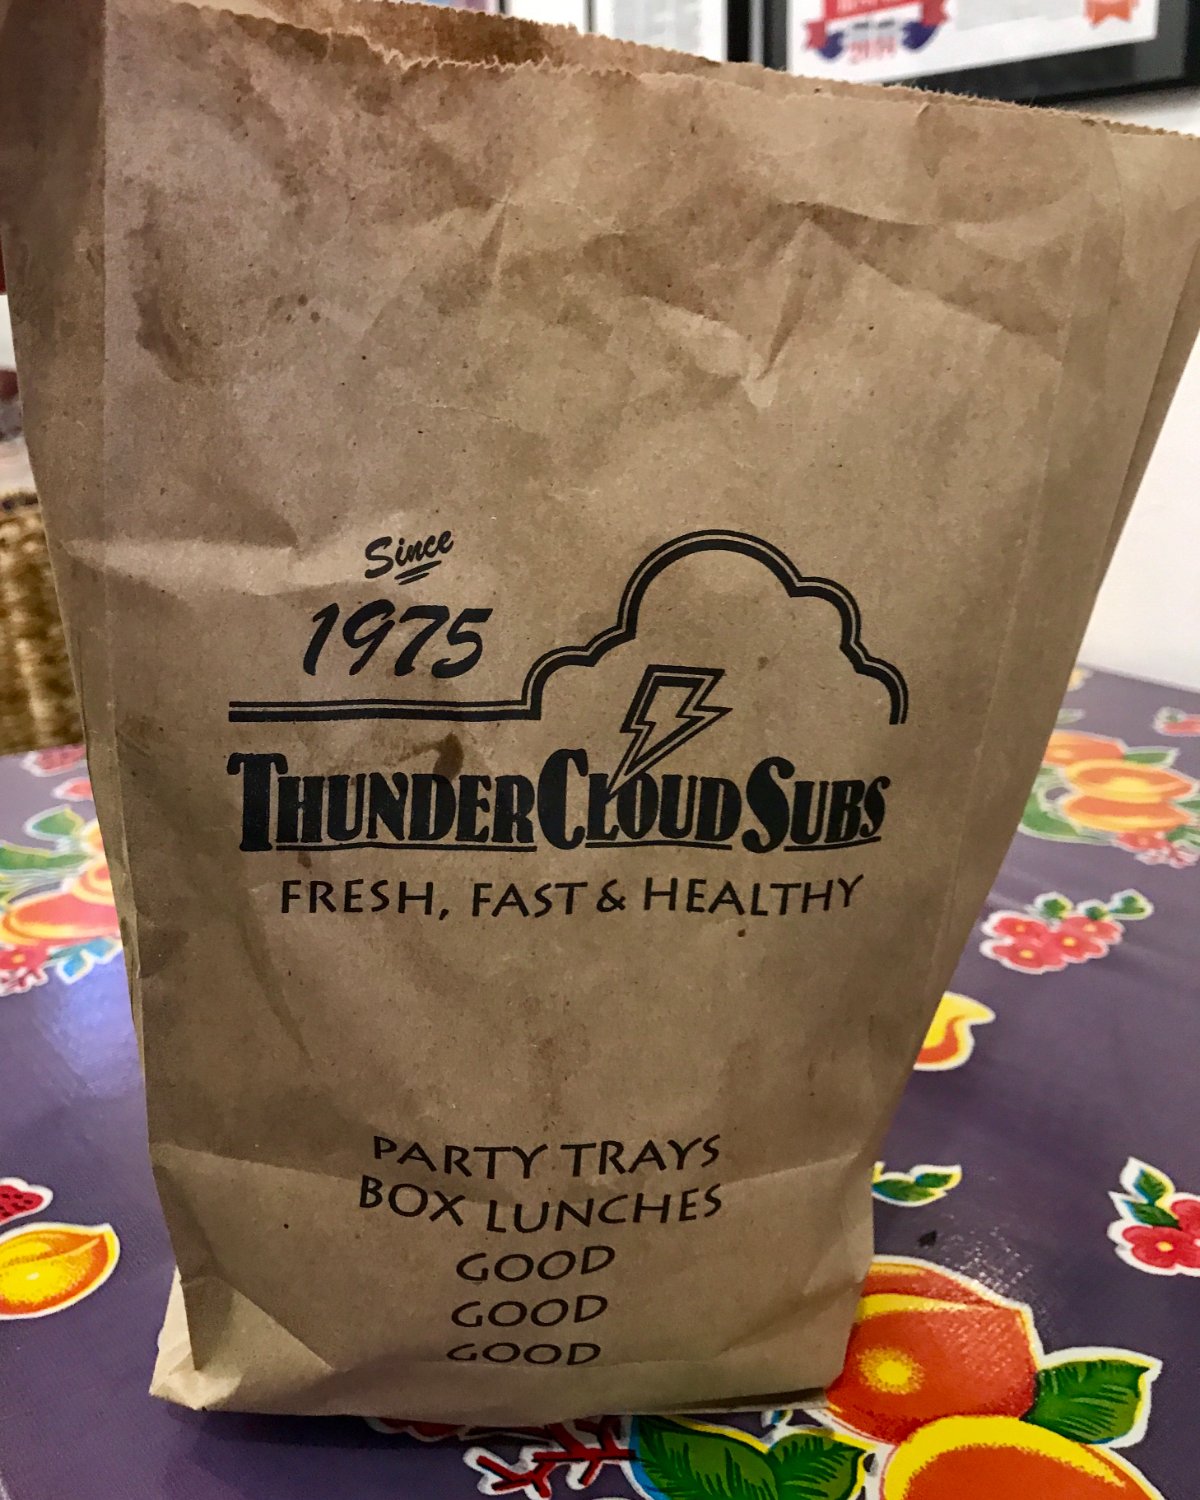 Since
1975
THUNDERCLOUD SUBS
FRESH, FAST & HEALTHY
PARTY TRAYS
BOX LUNCHES
GOOD
GOOD
GOOD